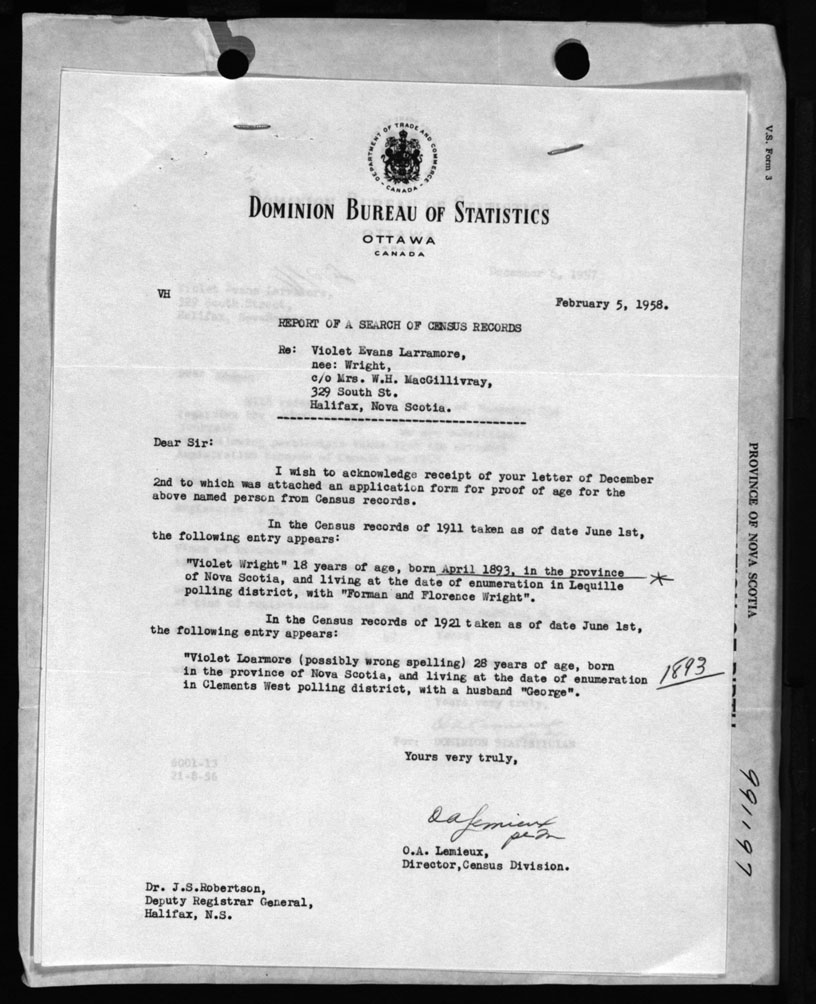 DEPARTMENT OF TRADE AND COMMERCE
CANADA
DOMINION BUREAU OF STATISTICS
OTTAWA
CANADA
VH
February 5, 1958.
REPORT OF A SEARCH OF CENSUS RECORDS
Re: Violet Evans Larramore,
nee: Wright,
c/o Mrs. W.H. MacGillivray,
329 South St.
Halifax, Nova Scotia.
Dear Sir:
I wish to acknowledge receipt of your letter of December
2nd to which was attached an application form for proof of age for the
above named person from Census records.
In the Census records of 1911 taken as of date June 1st,
the following entry appears:
"Violet Wright" 18 years of age, born April 1893, in the province
of Nova Scotia, and living at the date of enumeration in Lequille
polling district, with "Forman and Florence Wright".
In the Census records of 1921 taken as of date June 1st,
the following entry appears:
"Violet Loarmore (possibly wrong spelling) 28 years of age, born
in the province of Nova Scotia, and living at the date of enumeration
in Clements West polling district, with a husband "George".
1893
Yours very truly,
O A Lemieux
O.A. Lemieux,
Director,Census Division.
Dr. J.S.Robertson,
Deputy Registrar General,
Halifax, N.S.
V.S. Form 3
PROVINCE OF NOVA SCOTIA
991197